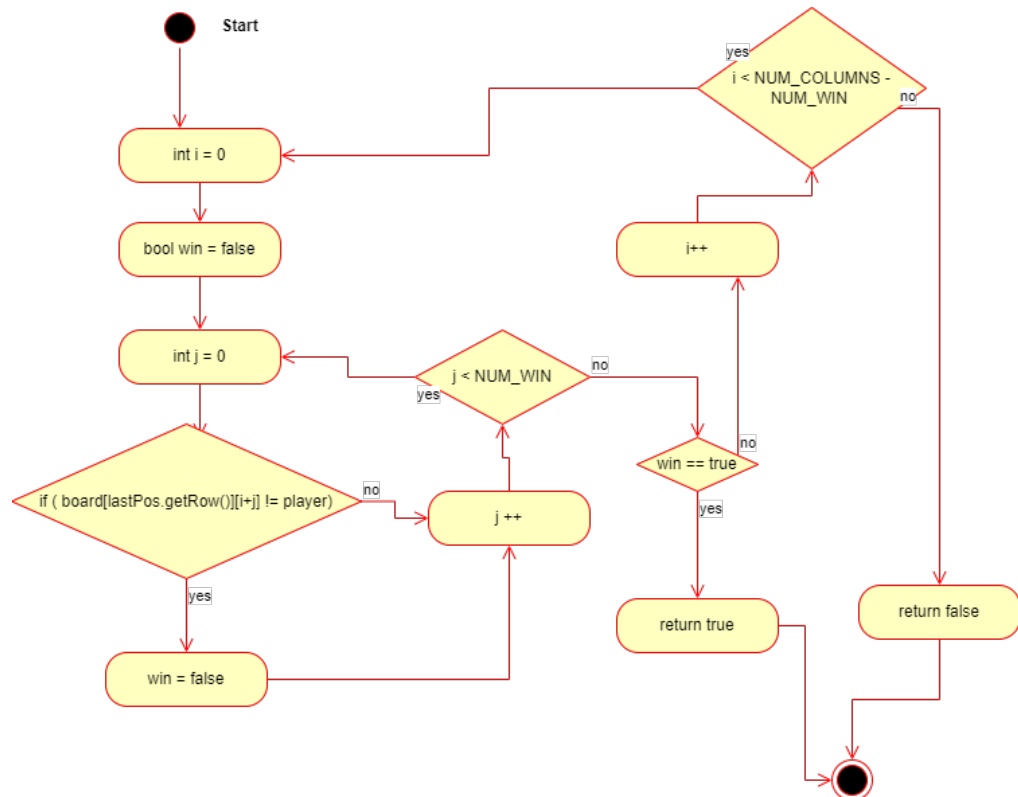 Start
int i = 0
bool win = false
int j = 0
if ( board[lastPos.getRow()][i+j] != player)
yes
no
win = false
j ++
j < NUM_WIN
yes
no
win == true
no
yes
i++
i < NUM_COLUMNS -
NUM_WIN
yes
no
return true
return false